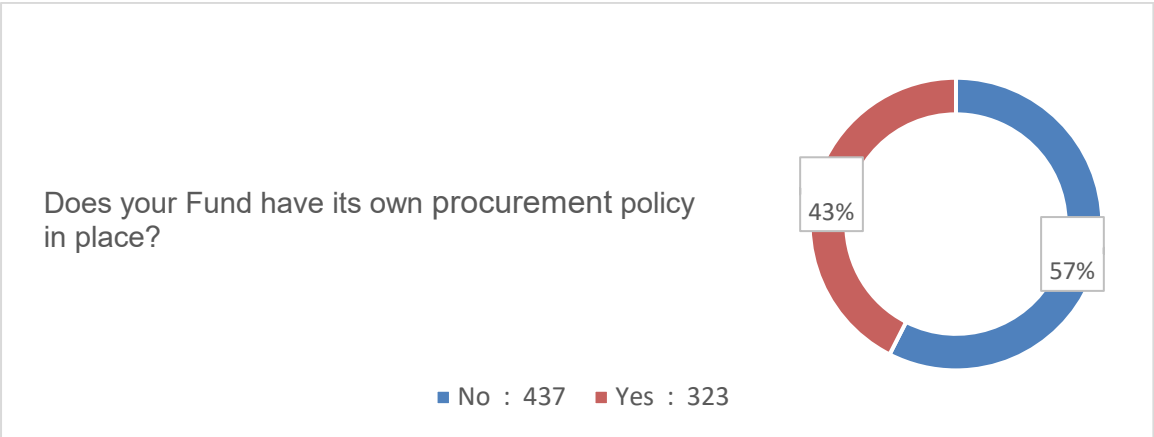 Does your Fund have its own procurement policy
in place?
43%
57%
No : 437 Yes : 323